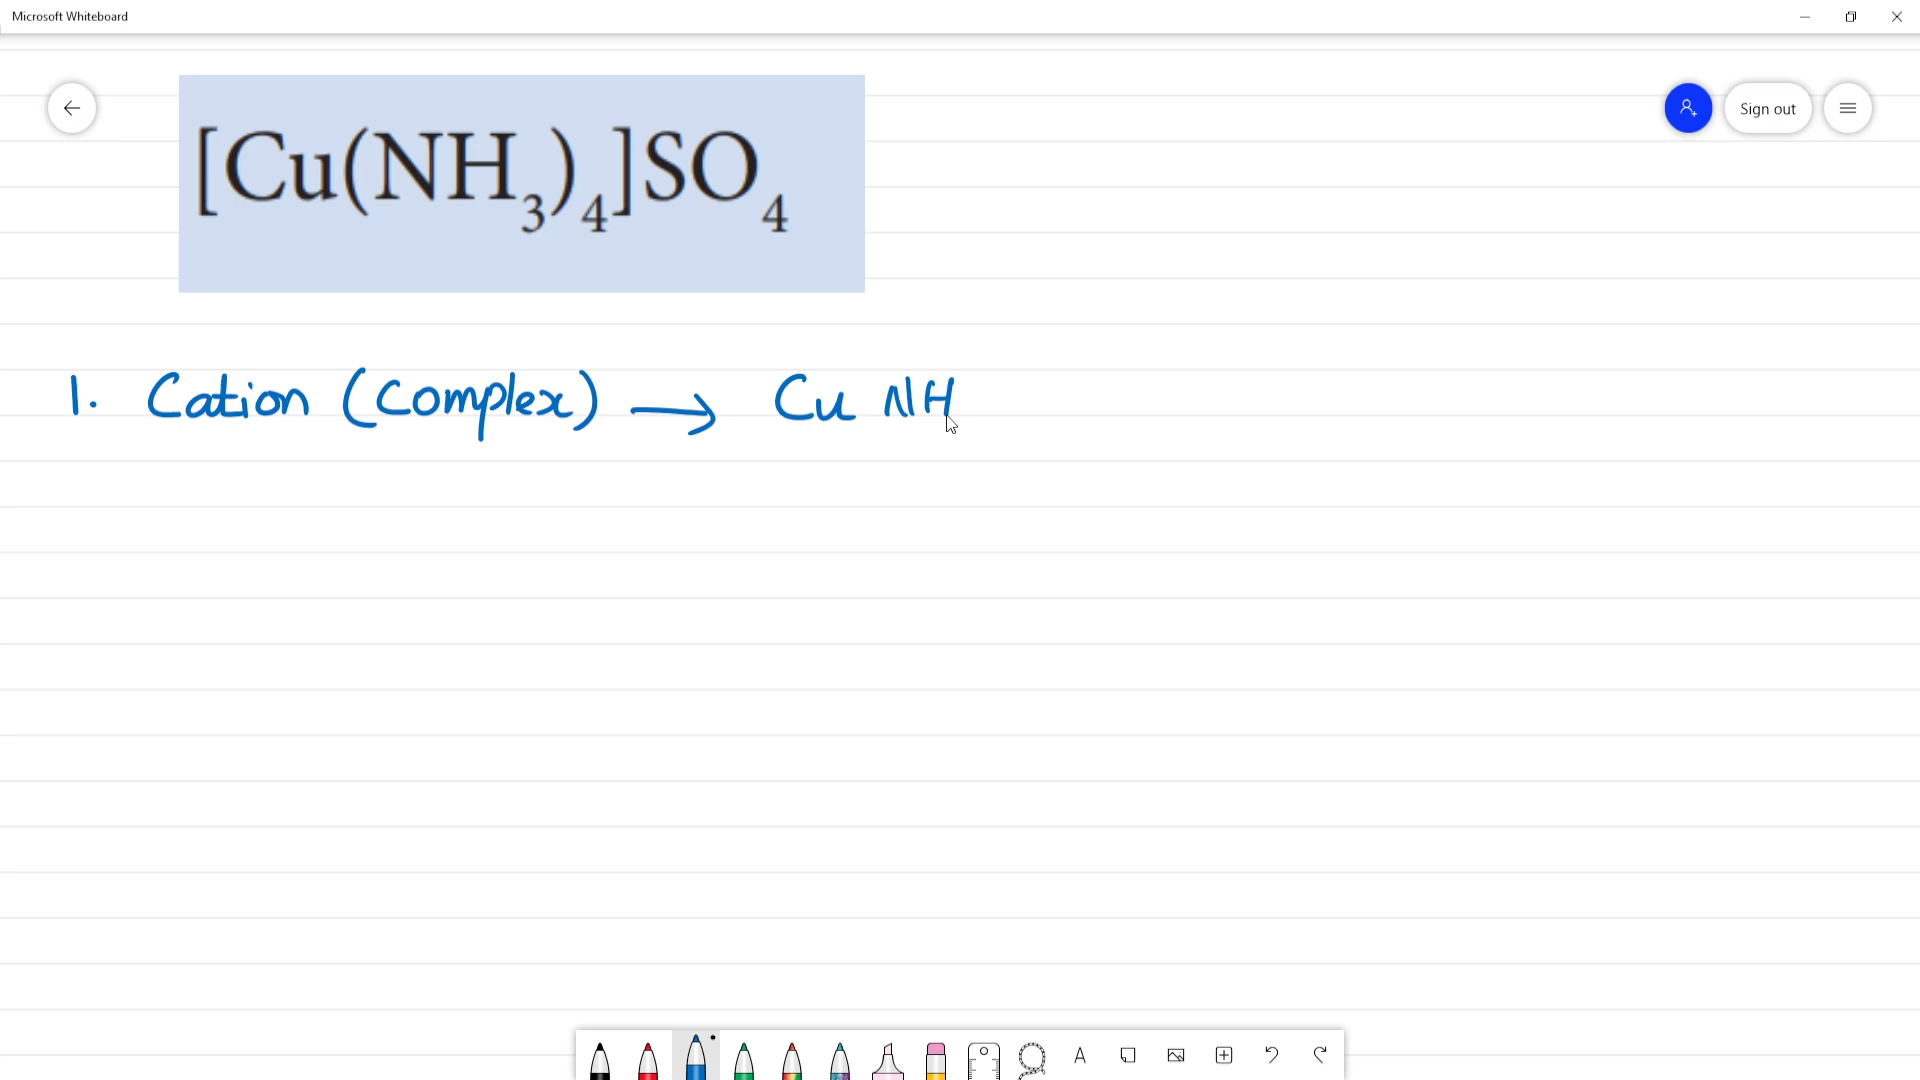 Microsoft Whiteboard
Sign out
[Cu(NH₃)₄]SO₄
1. Cation (Complex) → Cu NH
A